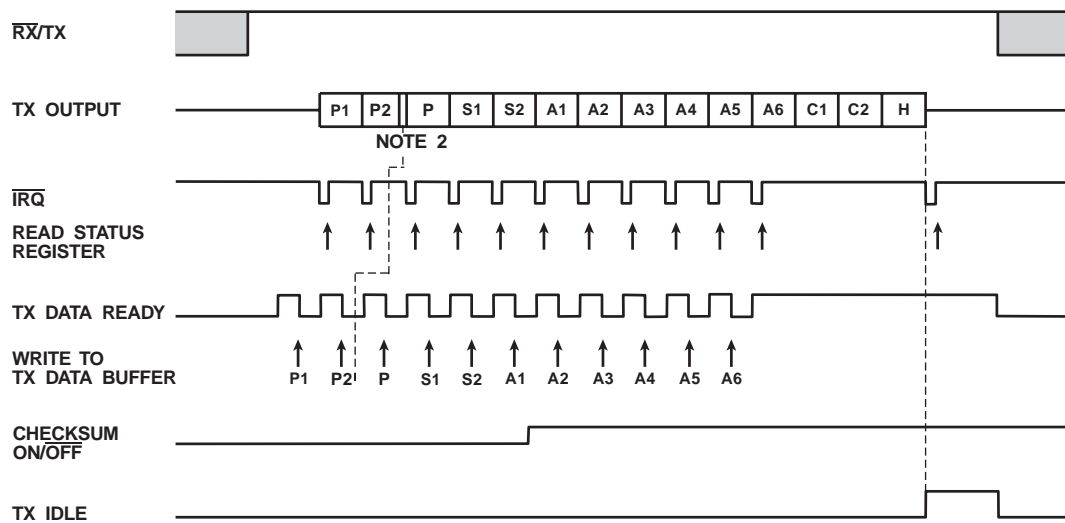 RX/TX
TX OUTPUT P1 P2 P S1 S2 A1 A2 A3 A4 A5 A6 C1 C2 H
NOTE 2
IRQ
READ STATUS
REGISTER
TX DATA READY
WRITE TO
TX DATA BUFFER P1 P2 P S1 S2 A1 A2 A3 A4 A5 A6
CHECKSUM
ON/OFF
TX IDLE